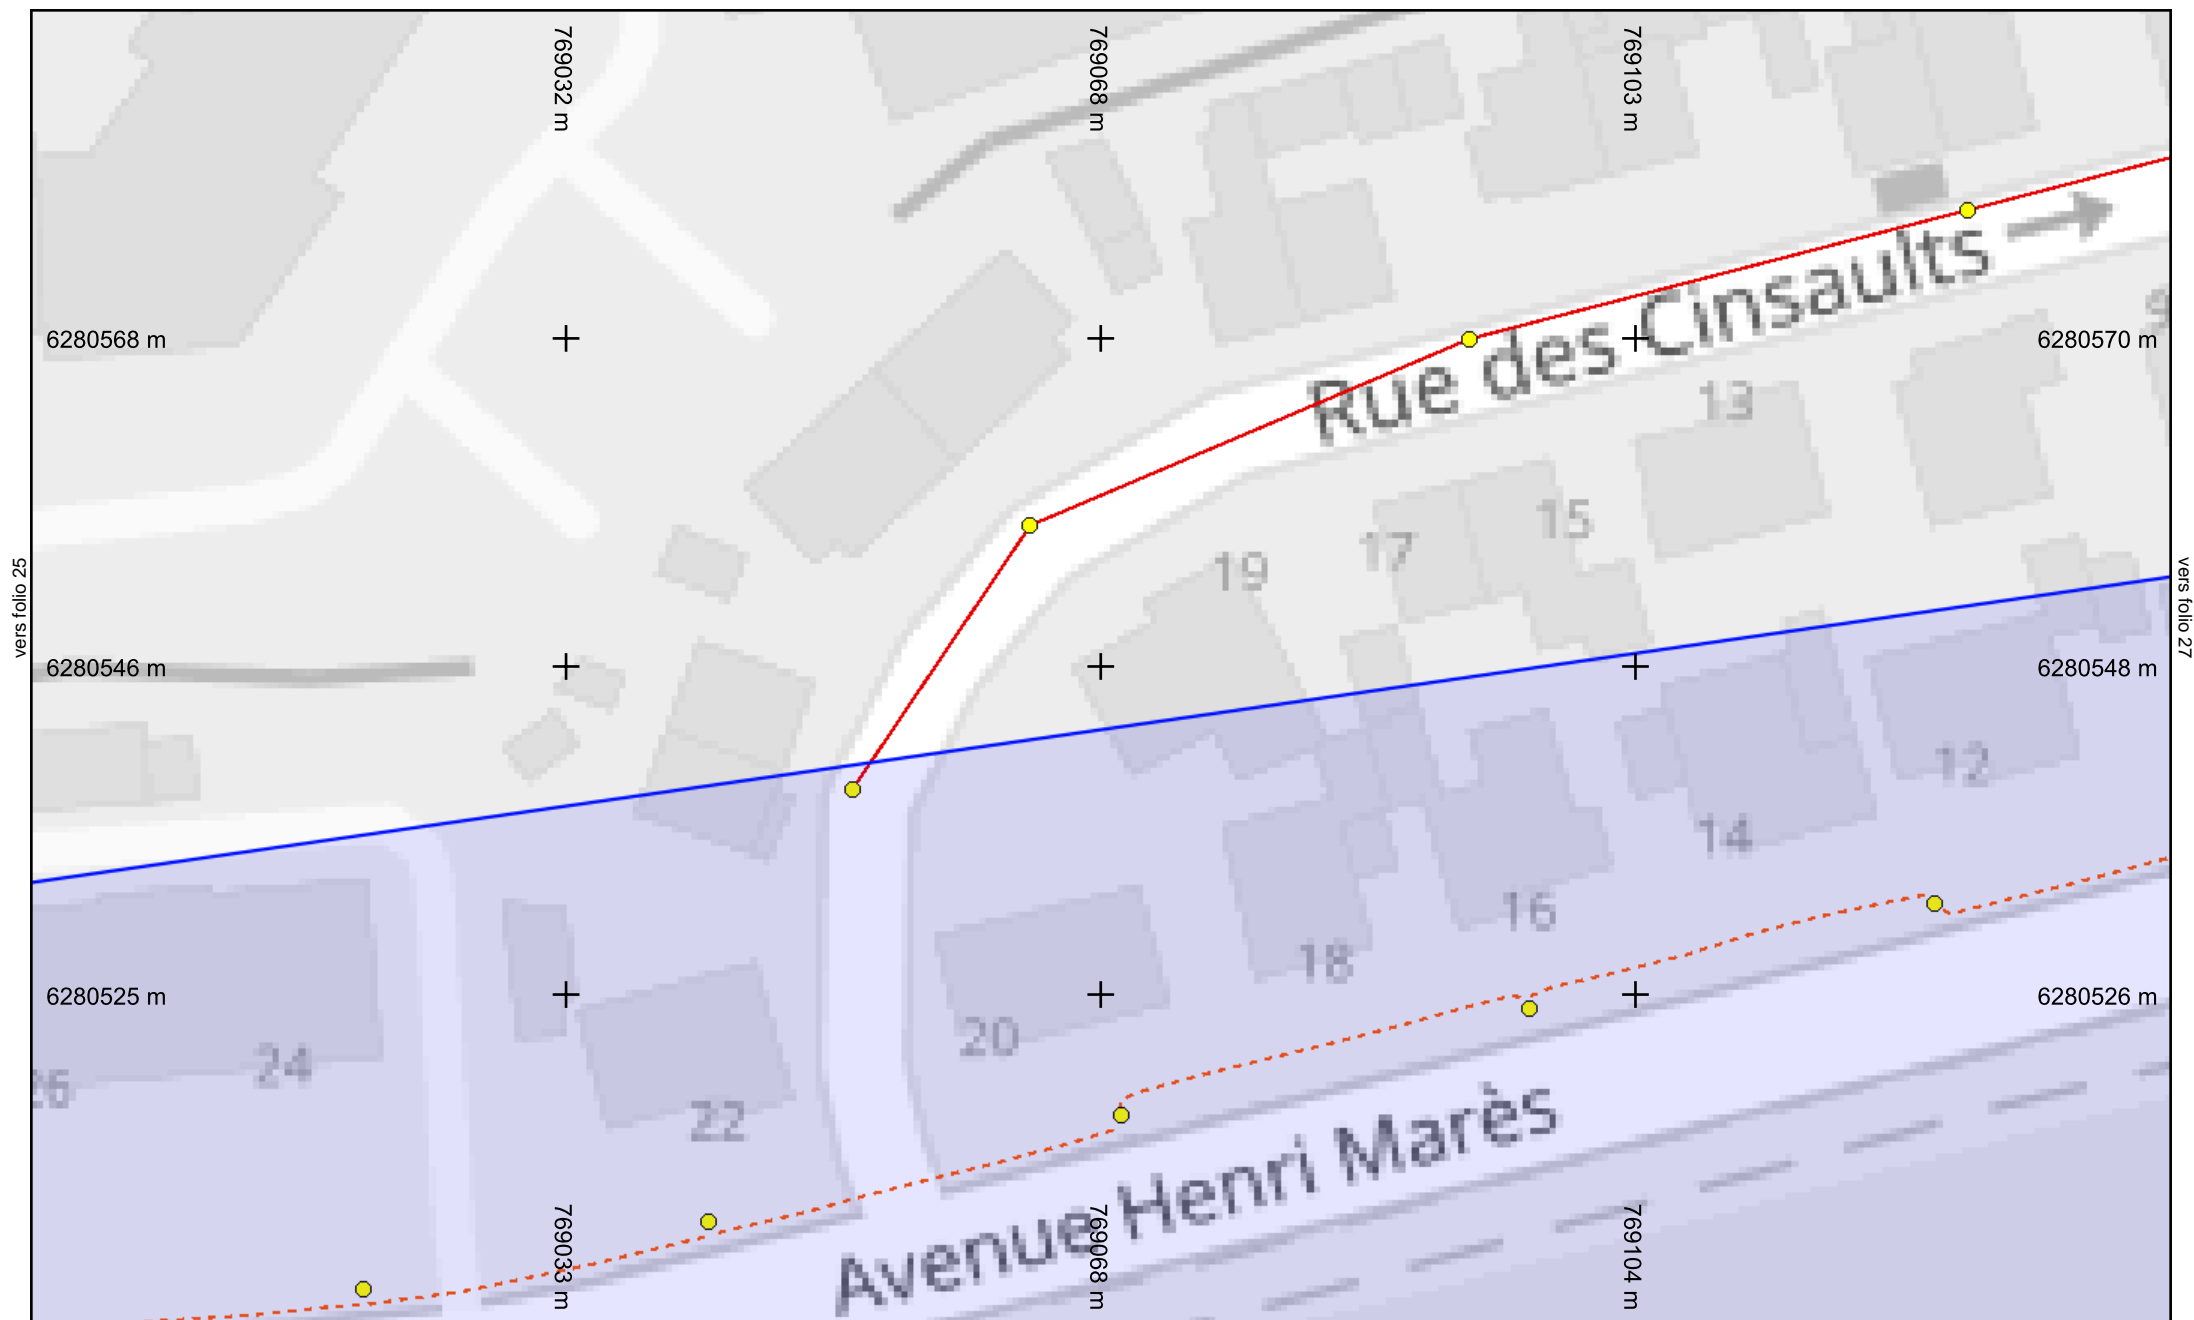 769032 m
769068 m
769103 m
6280568 m
6280570 m
Rue des Cinsaults
13
15
17
19
vers folio 25
vers folio 27
6280546 m
6280548 m
12
14
16
18
6280525 m
6280526 m
20
24
26
22
Avenue Henri Marès
769033 m
769068 m
769104 m